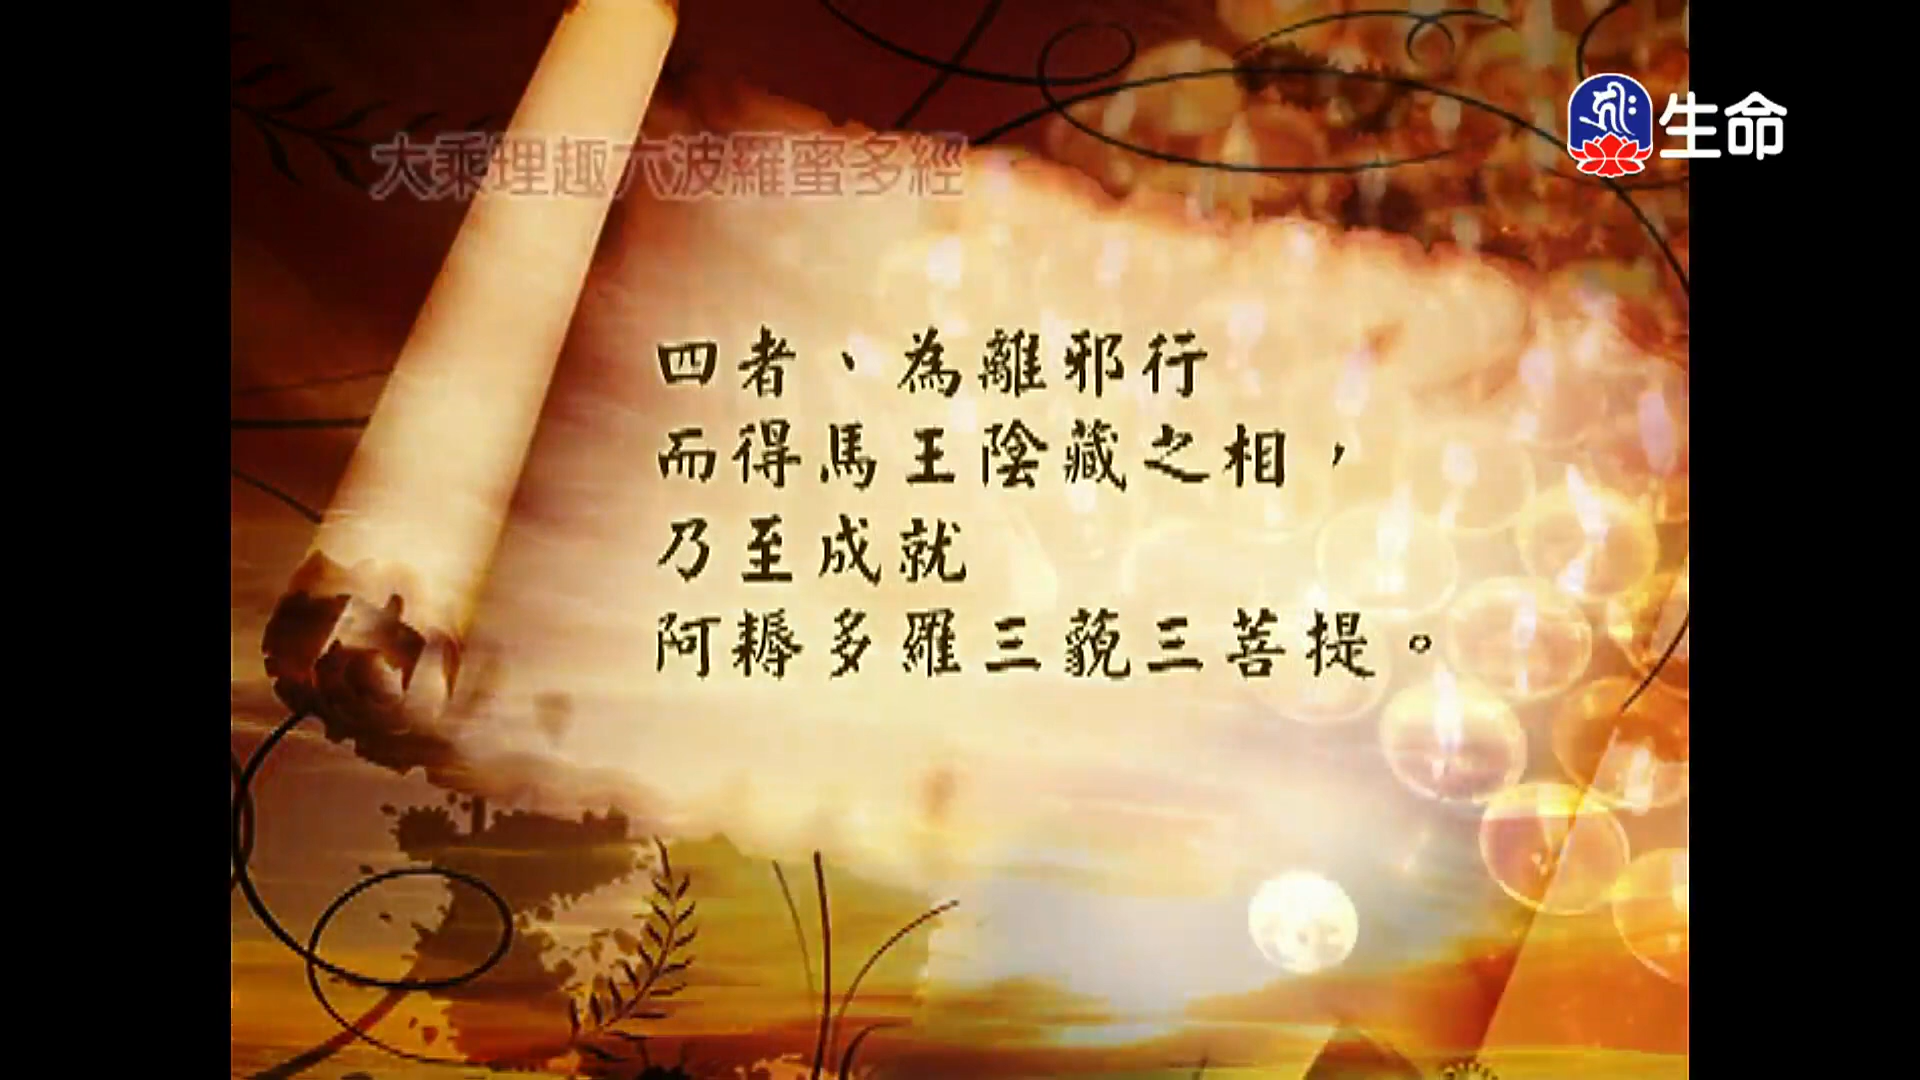 大乘理趣六波羅蜜多經
生命
四者、為離邪行
而得馬王陰藏之相，
乃至成就
阿耨多羅三藐三菩提。